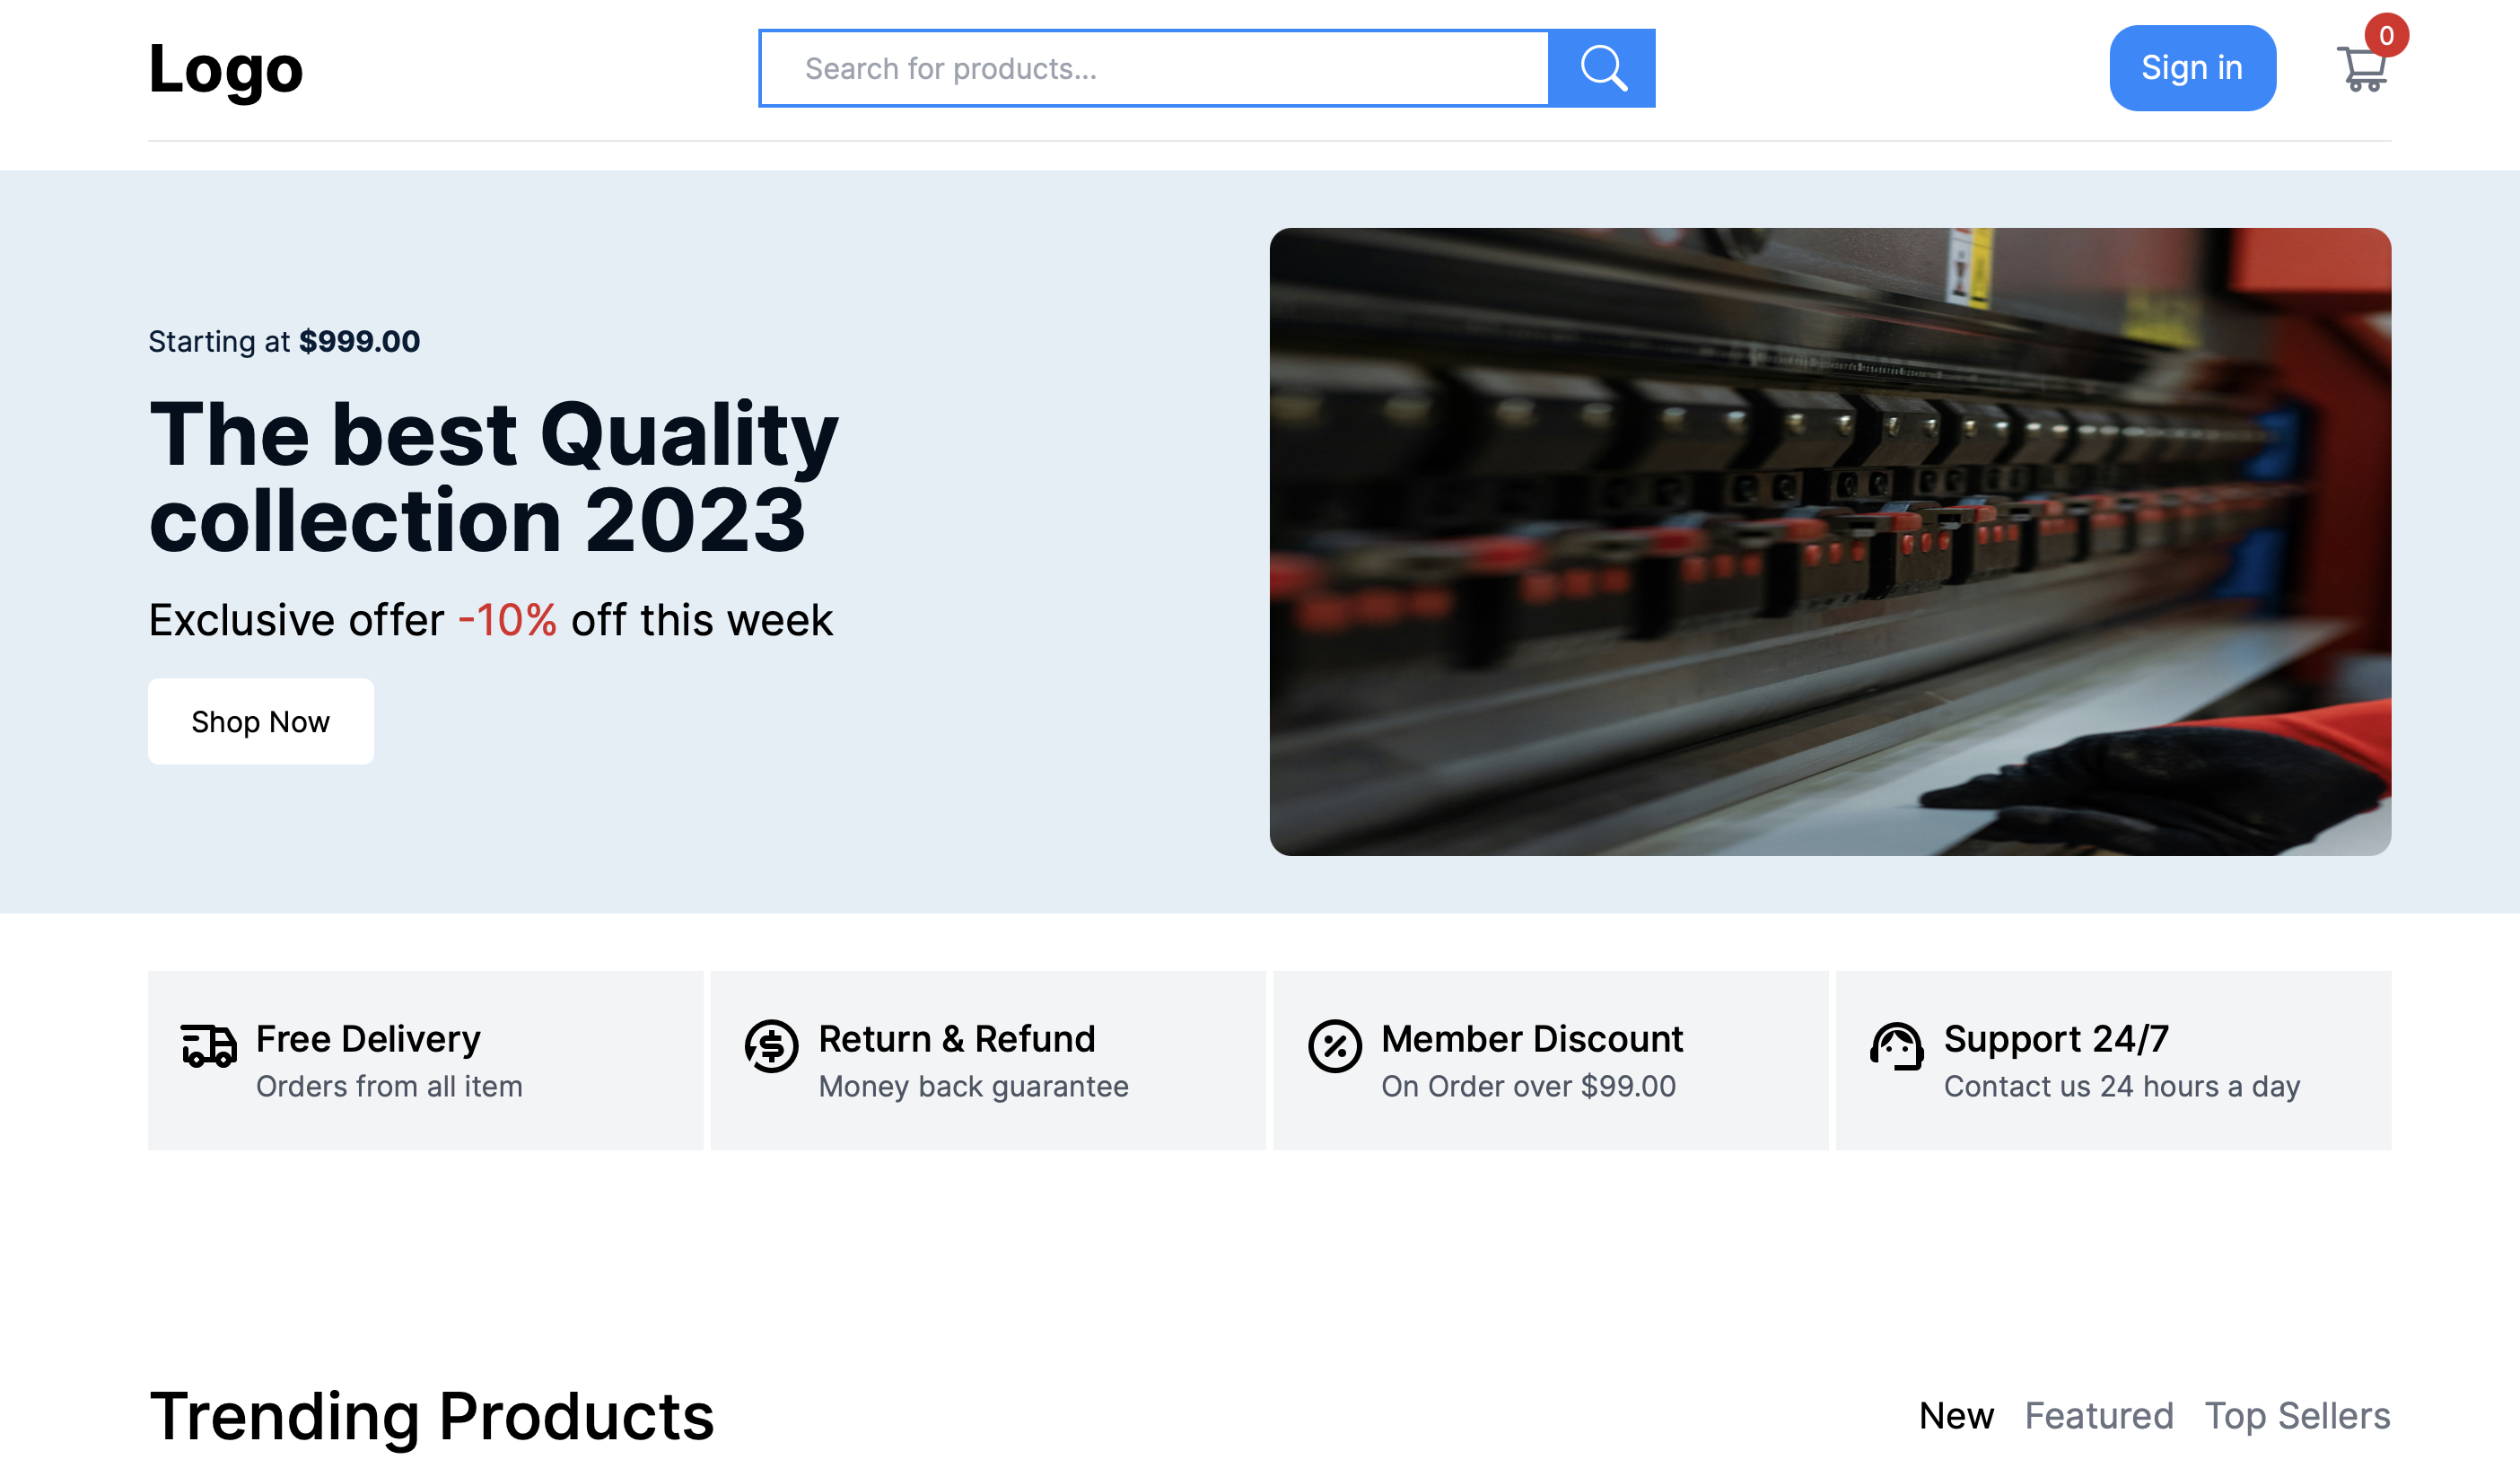 Logo
Search for products...
Sign in
0
Starting at $999.00
The best Quality
collection 2023
Exclusive offer -10% off this week
Shop Now
Free Delivery
Orders from all item
Return & Refund
Money back guarantee
Member Discount
On Order over $99.00
Support 24/7
Contact us 24 hours a day
Trending Products
New Featured Top Sellers